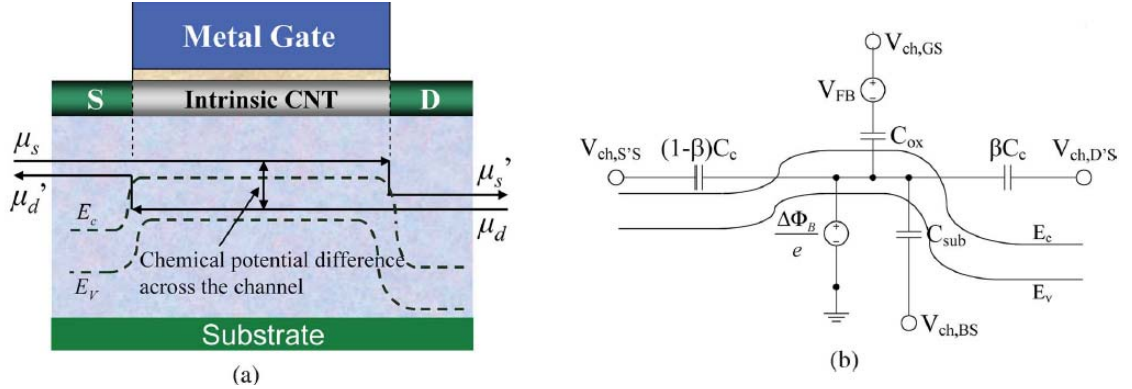 Metal Gate
S
Intrinsic CNT
D
μs
μs'
μd'
μd
Ec
EV
Chemical potential difference
across the channel
Substrate
(a)
Vch,GS
VFB
Cox
Vch,S'S
(1-β)Cc
βCc
Vch,D'S
ΔΦB
e
Csub
Ec
Ev
Vch,BS
(b)